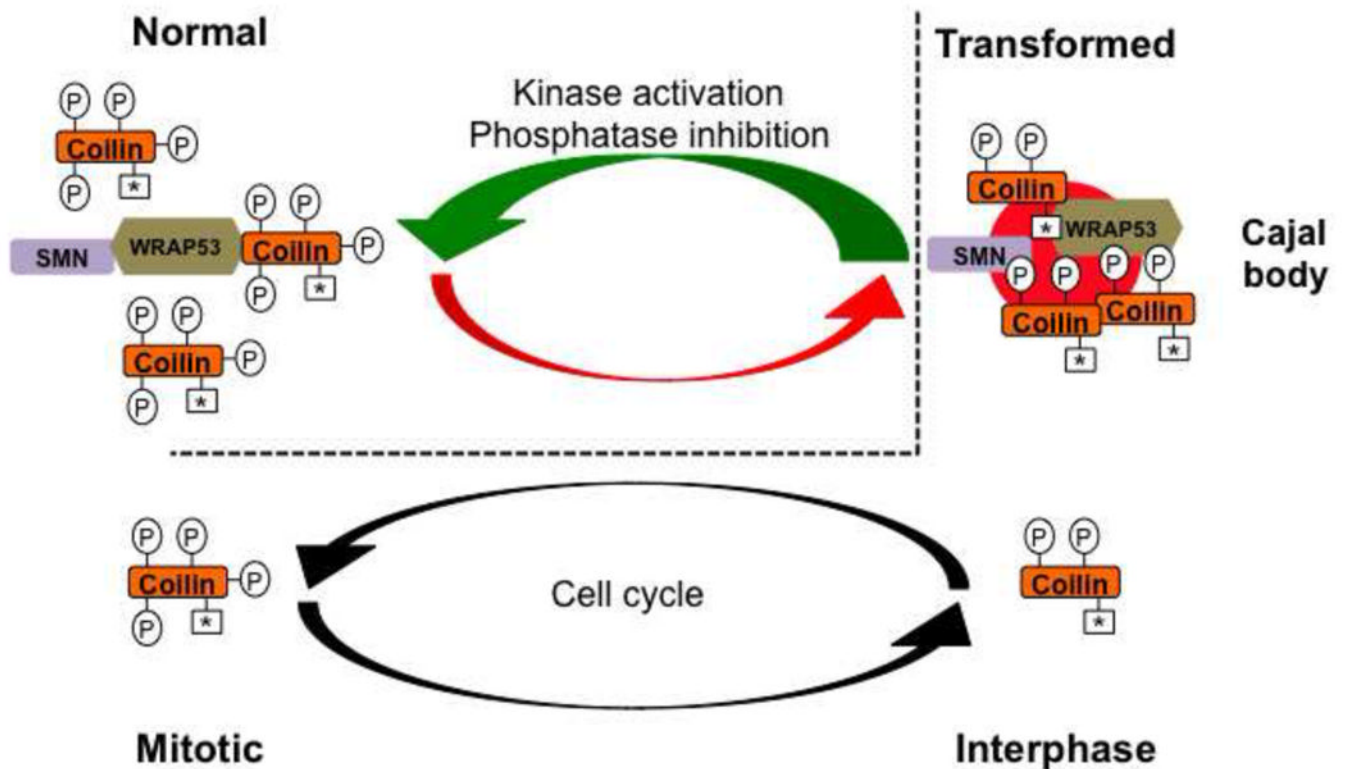 Normal
Transformed
Kinase activation
Phosphatase inhibition
P P
Coilin P
P *
P P
SMN WRAP53 Coilin P
P *
P P
Coilin P
P *
P P
Coilin
* WRAP53
SMN
P P P P
Coilin Coilin
* *
Cajal
body
P P
Coilin P
P *
Cell cycle
P P
Coilin
*
Mitotic
Interphase